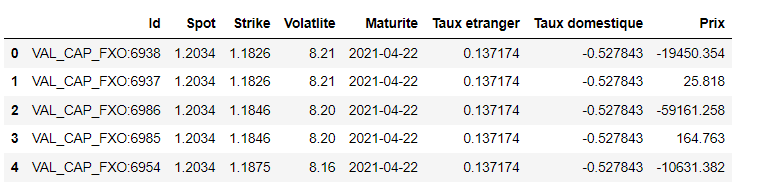 Id Spot Strike Volatlite Maturite Taux etranger Taux domestique Prix
0 VAL_CAP_FXO:6938 1.2034 1.1826 8.21 2021-04-22 0.137174 -0.527843 -19450.354
1 VAL_CAP_FXO:6937 1.2034 1.1826 8.21 2021-04-22 0.137174 -0.527843 25.818
2 VAL_CAP_FXO:6986 1.2034 1.1846 8.20 2021-04-22 0.137174 -0.527843 -59161.258
3 VAL_CAP_FXO:6985 1.2034 1.1846 8.20 2021-04-22 0.137174 -0.527843 164.763
4 VAL_CAP_FXO:6954 1.2034 1.1875 8.16 2021-04-22 0.137174 -0.527843 -10631.382